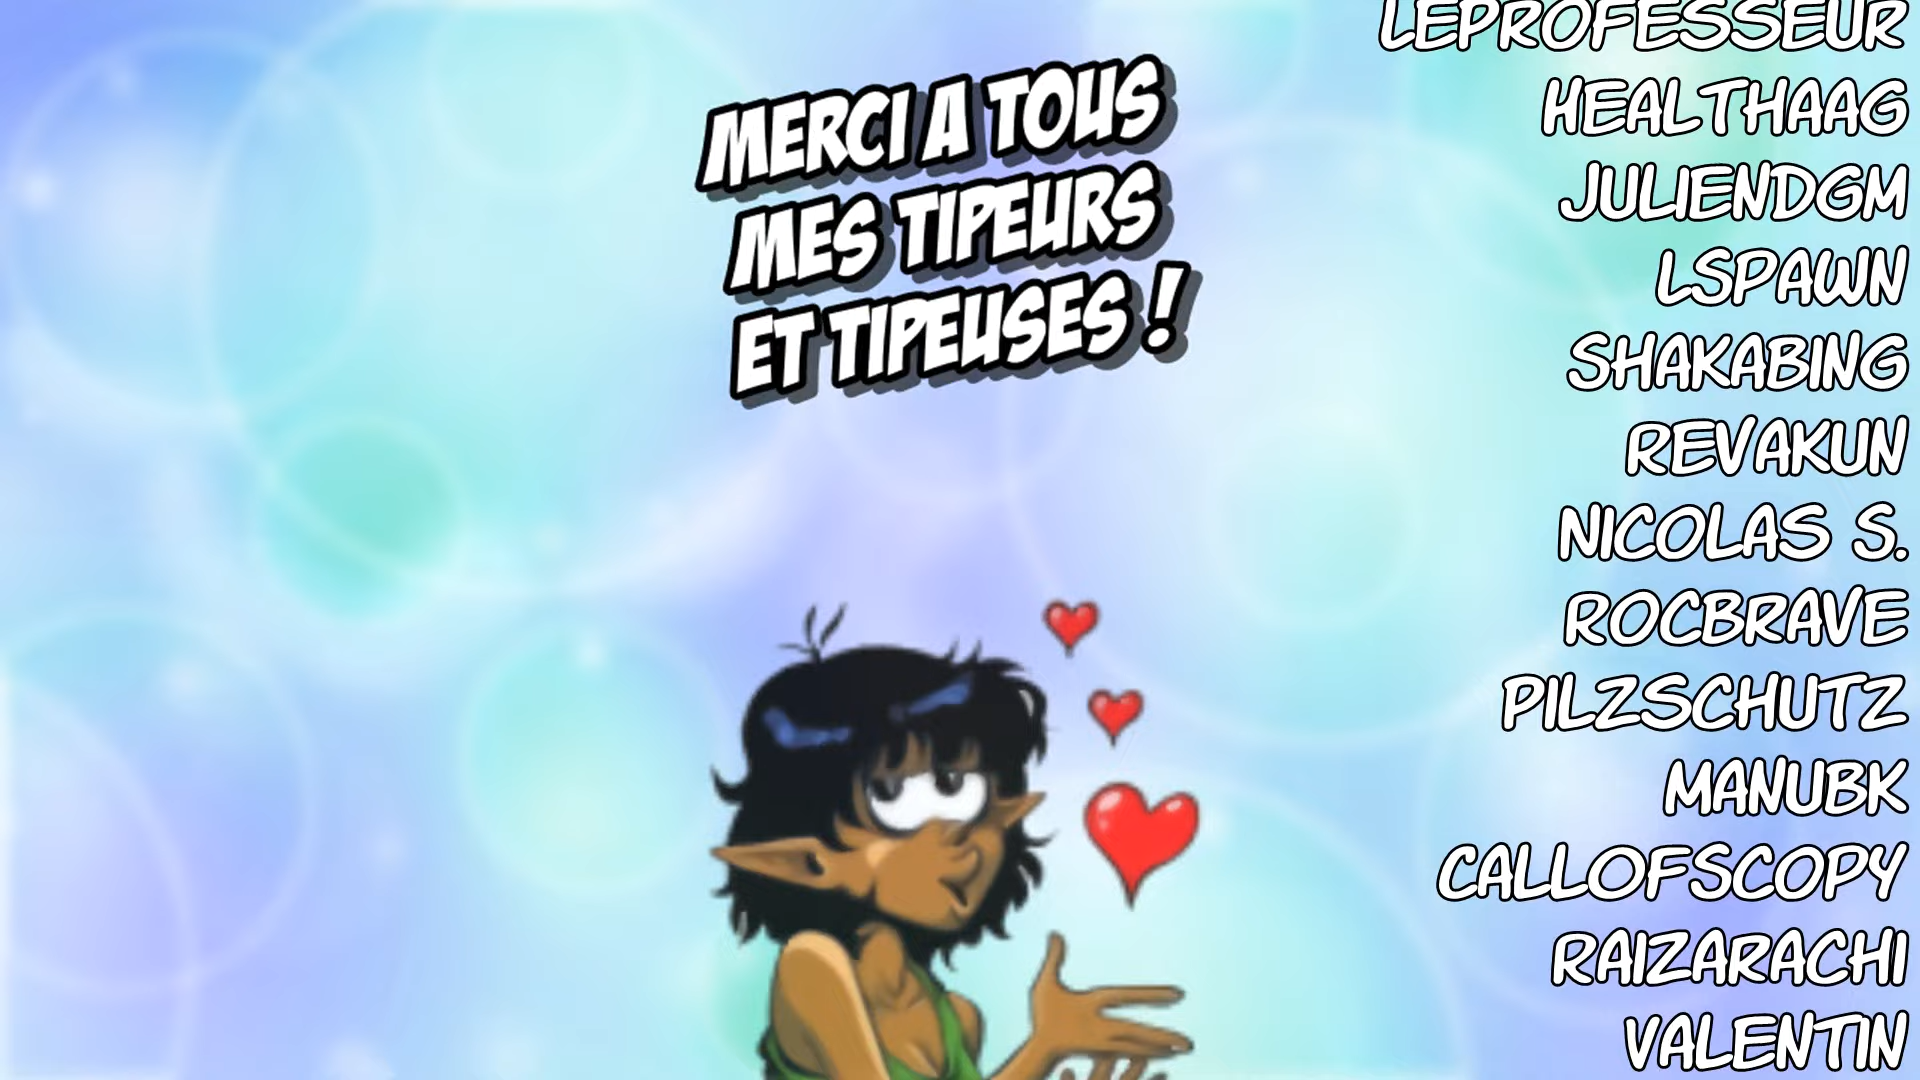 MERCI A TOUS
MES TIPEURS
ET TIPEUSES !
LEPROFESSEUR
HEALTHAAG
JULIENDGM
LSPAWN
SHAKABING
REVAKUN
NICOLAS S.
ROCBRAVE
PILZSCHUTZ
MANUBK
CALLOFSCOPY
RAIZARACHI
VALENTIN